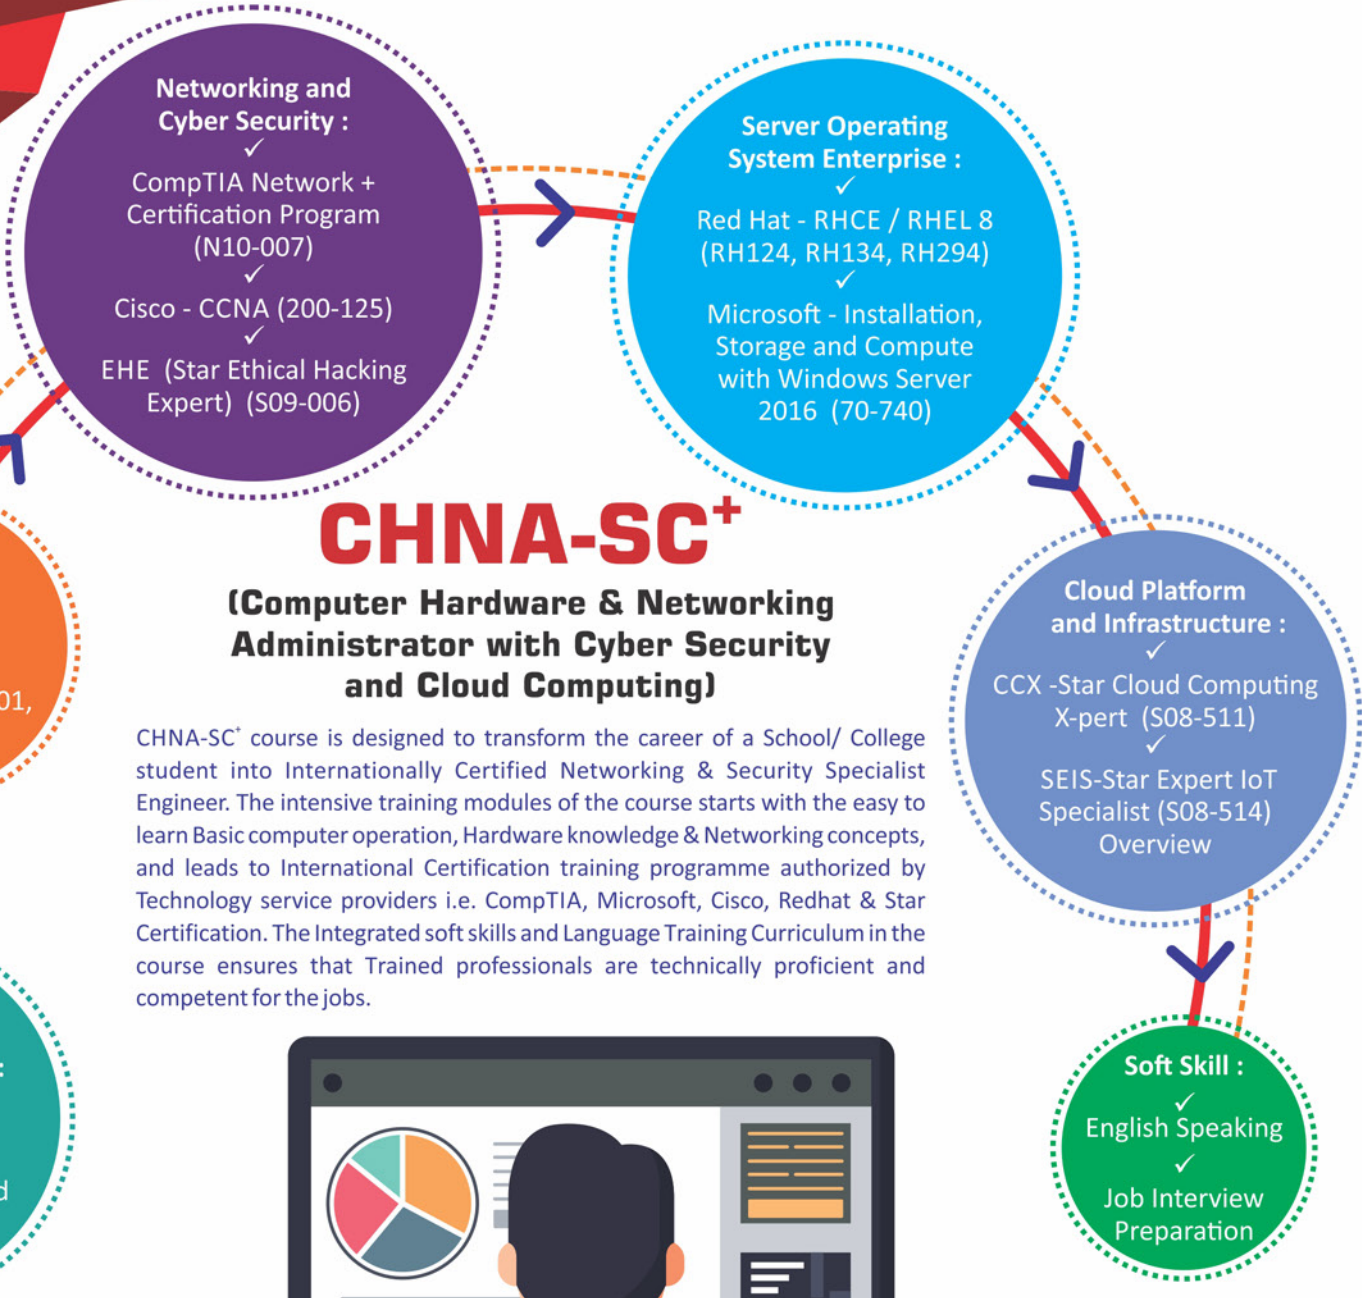 Networking and
Cyber Security :
✓
CompTIA Network +
Certification Program
(N10-007)
✓
Cisco - CCNA (200-125)
✓
EHE (Star Ethical Hacking
Expert) (S09-006)
Server Operating
System Enterprise :
✓
Red Hat - RHCE / RHEL 8
(RH124, RH134, RH294)
✓
Microsoft - Installation,
Storage and Compute
with Windows Server
2016 (70-740)
Cloud Platform
and Infrastructure :
✓
CCX -Star Cloud Computing
X-pert (S08-511)
✓
SEIS-Star Expert IoT
Specialist (S08-514)
Overview
Soft Skill :
✓
English Speaking
✓
Job Interview
Preparation
CHNA-SC+
(Computer Hardware & Networking
Administrator with Cyber Security
and Cloud Computing)
CHNA-SC+ course is designed to transform the career of a School/ College
student into Internationally Certified Networking & Security Specialist
Engineer. The intensive training modules of the course starts with the easy to
learn Basic computer operation, Hardware knowledge & Networking concepts,
and leads to International Certification training programme authorized by
Technology service providers i.e. CompTIA, Microsoft, Cisco, Redhat & Star
Certification. The Integrated soft skills and Language Training Curriculum in the
course ensures that Trained professionals are technically proficient and
competent for the jobs.
01,
: